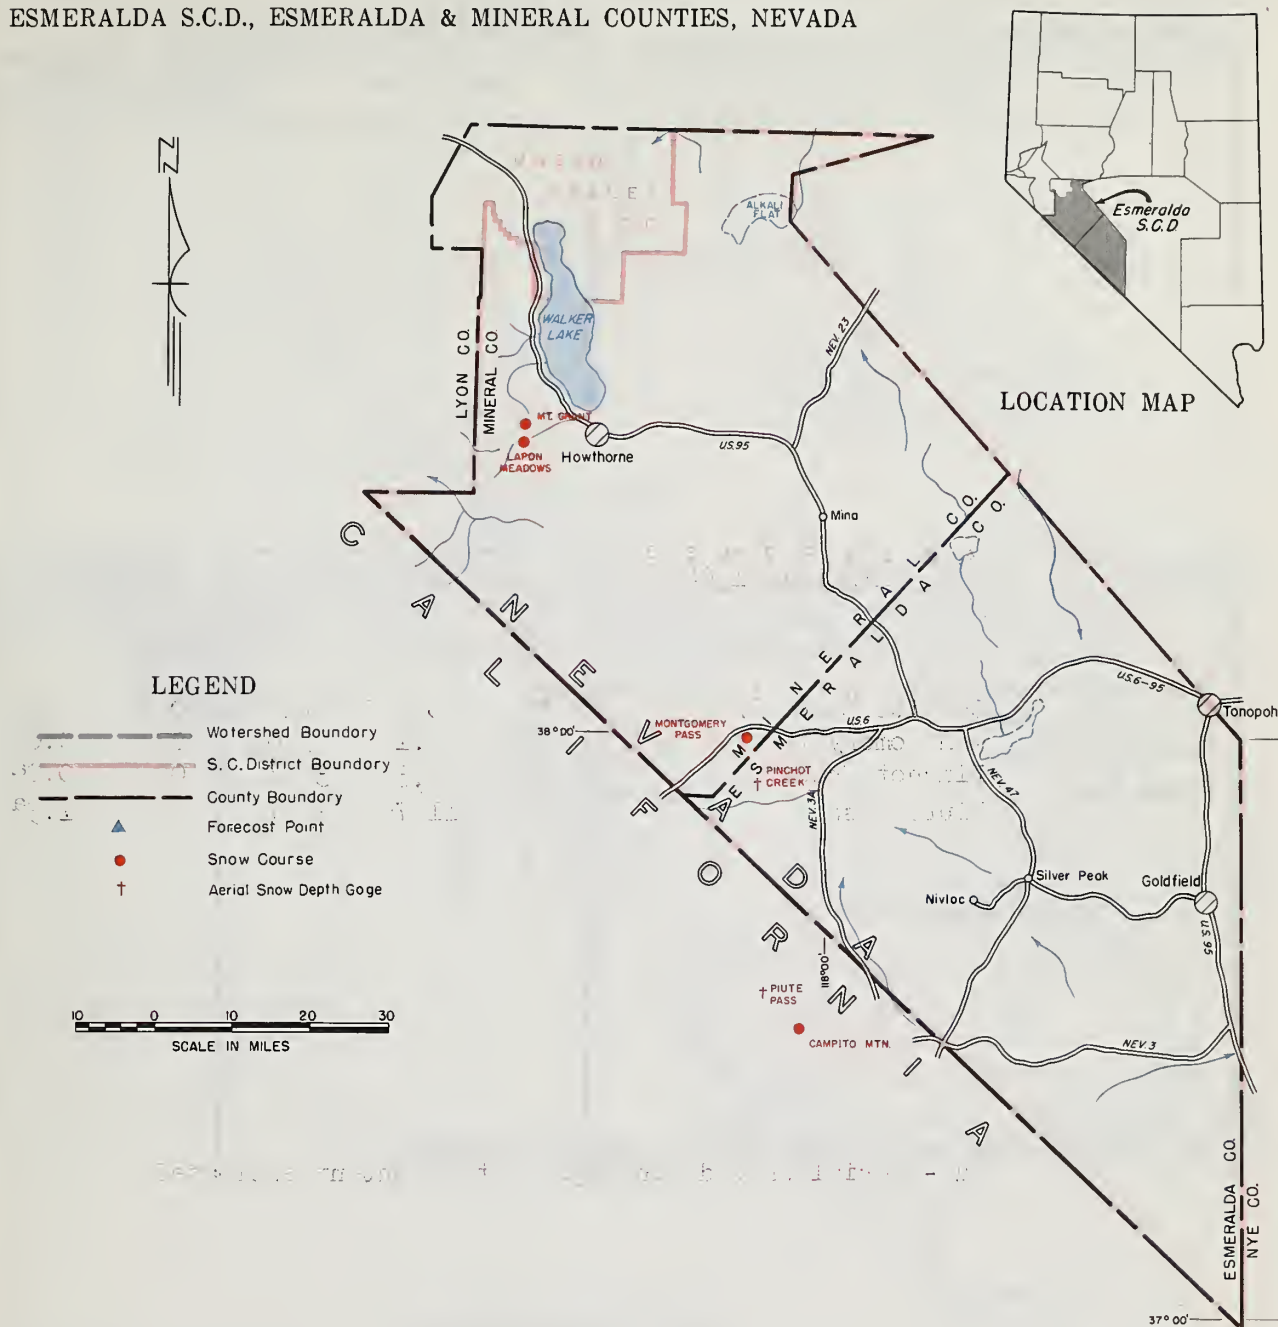 ESMERALDA S.C.D., ESMERALDA & MINERAL COUNTIES, NEVADA
Esmeralda
S.C.D
LOCATION MAP
N
ALKALI
FLAT
WALKER
LAKE
LYON CO.
MINERAL CO.
NEV. 23
MT. GRANT
LAPON
MEADOWS
Howthorne
U.S.95
Mina
CALIFORNIA
NEVADA
MINERAL CO.
ESMERALDA CO.
LEGEND
Watershed Boundary
S.C. District Boundary
County Boundary
Forecast Point
Snow Course
Aerial Snow Depth Gage
38°00'
MONTGOMERY
PASS
U.S.6
U.S.6-95
Tonopah
PINCHOT
CREEK
NEV. 3A
NEV. 47
Silver Peak
Nivloc
Goldfield
U.S.
95
118°00'
PIUTE
PASS
CAMPITO MTN.
NEV. 3
10 0 10 20 30
SCALE IN MILES
ESMERALDA CO.
NYE CO.
37°00'